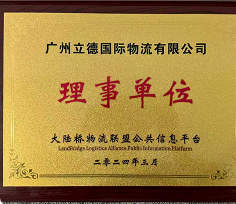 广州立德国际物流有限公司
理事单位
大陆桥物流联盟公共信息平台
Landbridge Logistics Alliance Public Information Platform
二〇二四年三月